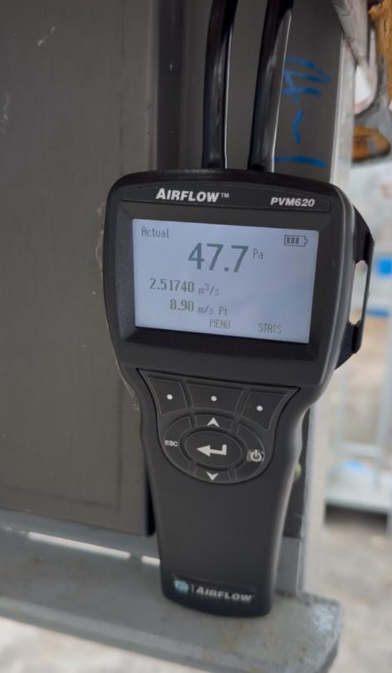 AIRFLOW™ PVM620
Actual
47.7 Pa
2.51740 m³/s
8.90 m/s Pt
MENU STATS
ESC
AIRFLOW